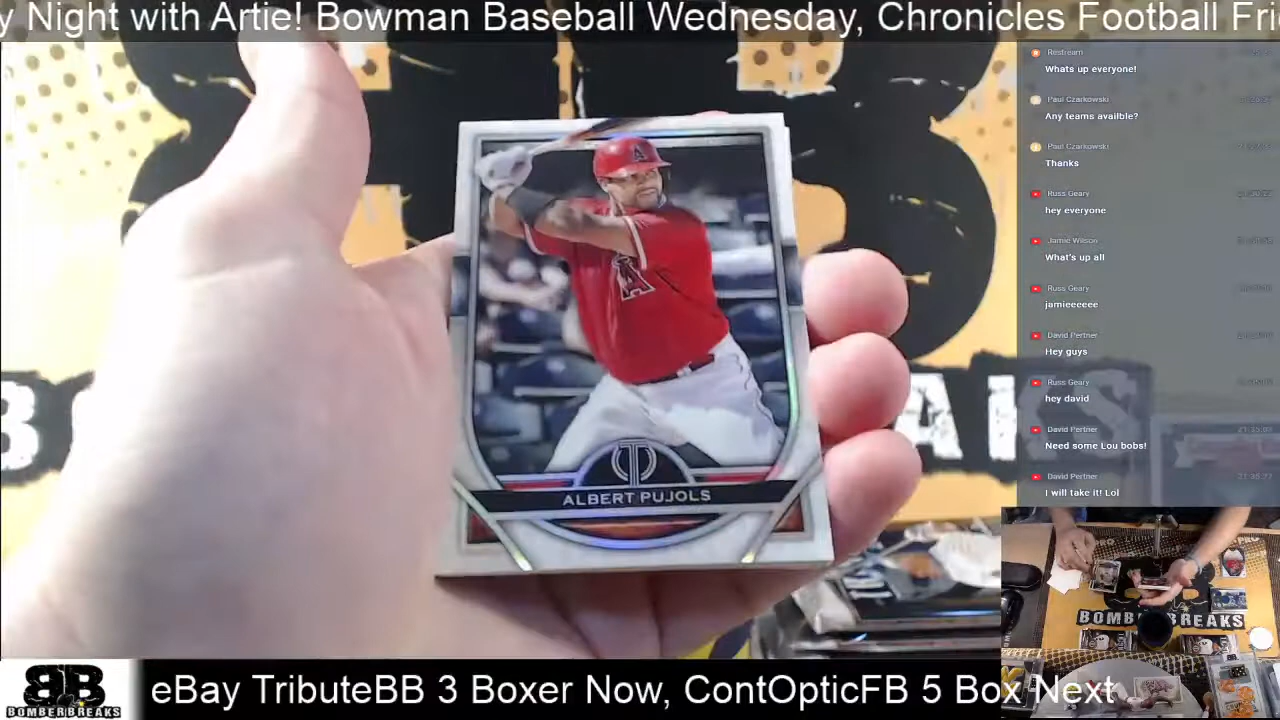 y Night with Artie! Bowman Baseball Wednesday, Chronicles Football Fri
Restream
Whats up everyone!
Paul Czarkowski
Any teams availble?
Paul Czarkowski
Thanks
Russ Geary
hey everyone
Jamie Wilson
What's up all
Russ Geary
jamieeeeee
David Pertner
Hey guys
Russ Geary
hey david
David Pertner
Need some Lou bobs!
David Pertner
I will take it! Lol
A
A
T
ALBERT PUJOLS
B
AKS
BOMBERBREAKS
BB
BOMBERBREAKS
eBay TributeBB 3 Boxer Now, ContOpticFB 5 Box Next